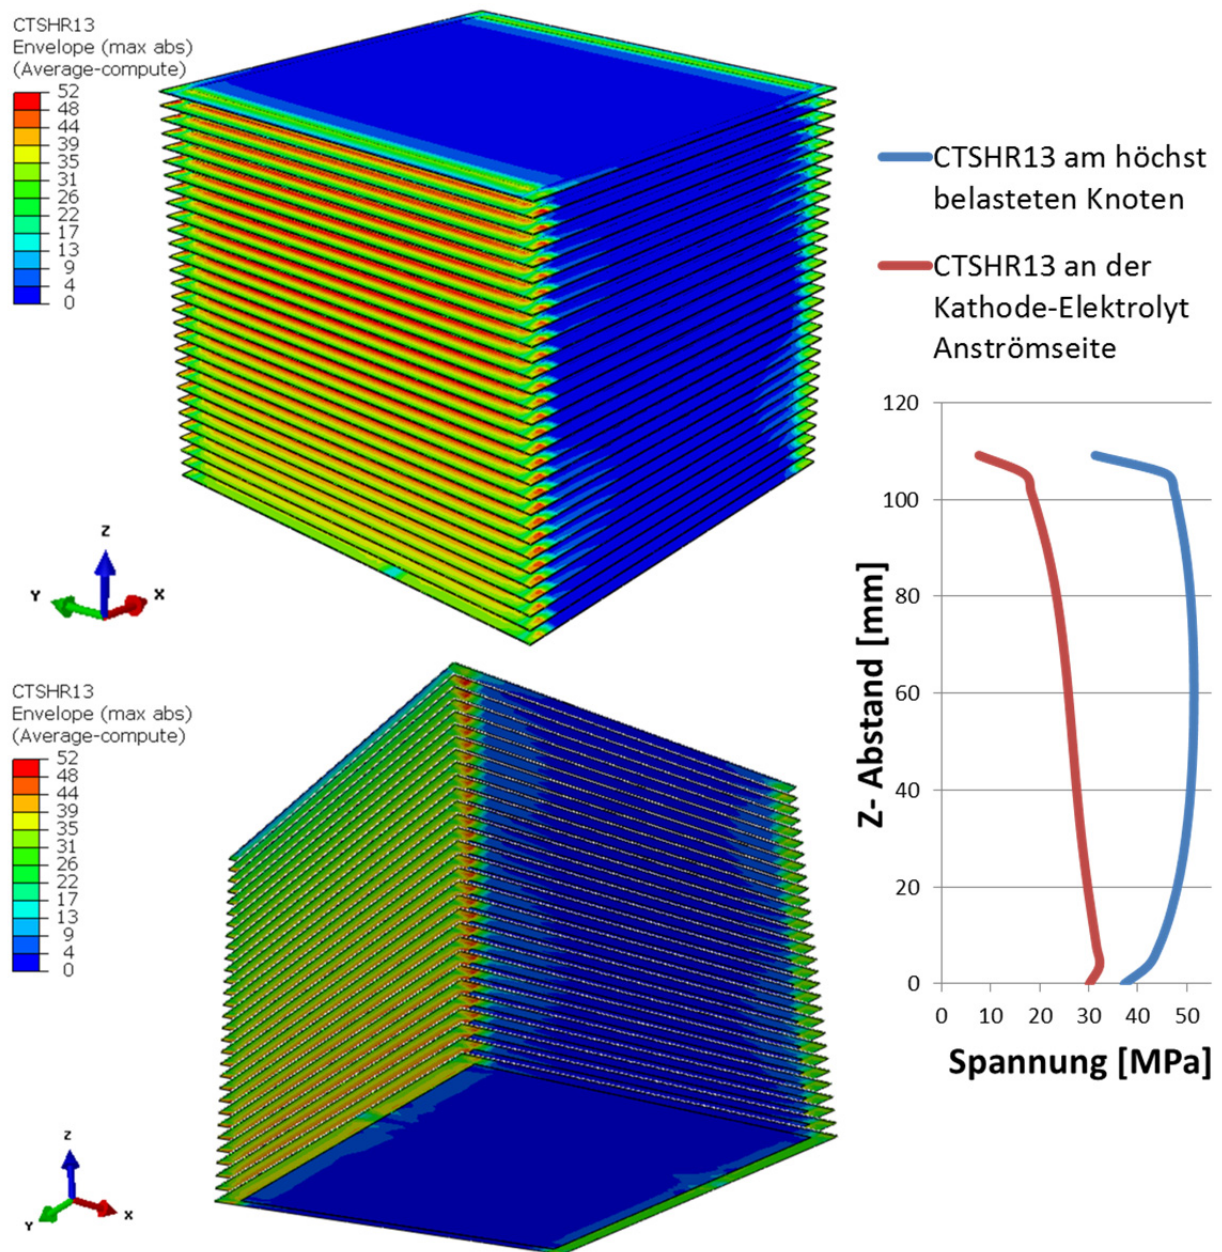 CTSHR13
Envelope (max abs)
(Average-compute)
52
48
44
39
35
31
26
22
17
13
9
4
0
Z
Y
X
CTSHR13
Envelope (max abs)
(Average-compute)
52
48
44
39
35
31
26
22
17
13
9
4
0
Z
Y
X
CTSHR13 am höchst
belasteten Knoten
CTSHR13 an der
Kathode-Elektrolyt
Anströmseite
Z- Abstand [mm]
120
100
80
60
40
20
0
0 10 20 30 40 50
Spannung [MPa]